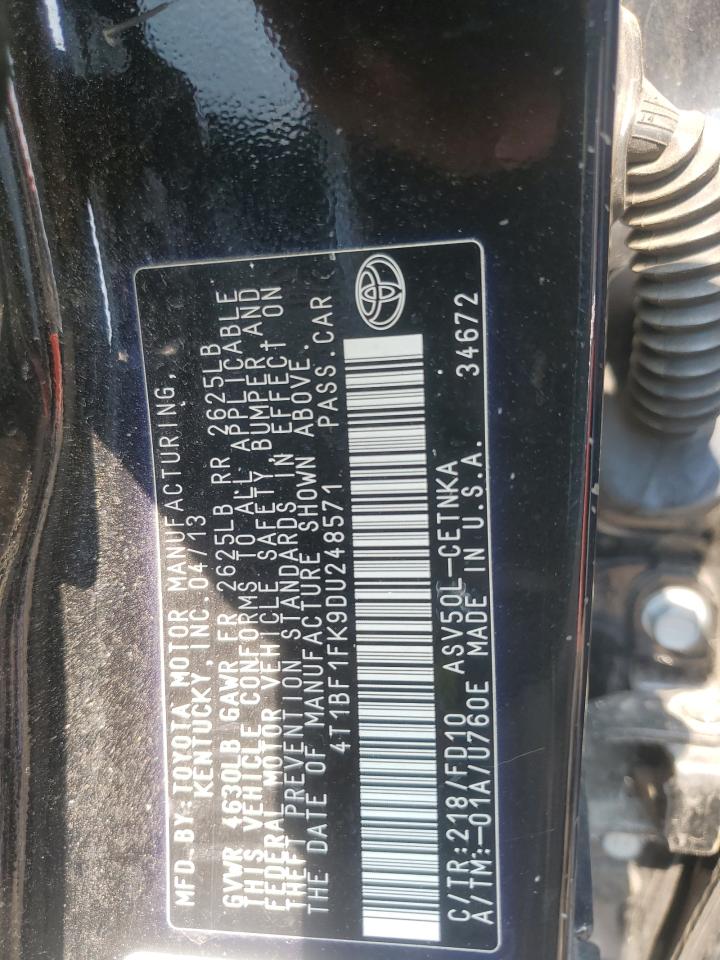 MFD.BY:TOYOTA MOTOR MANUFACTURING,
KENTUCKY, INC.04/13
GVWR 4630LB GAWR FR 2625LB RR 2625LB
THIS VEHICLE CONFORMS TO ALL APPLICABLE
FEDERAL MOTOR VEHICLE SAFETY, BUMPER, AND
THEFT PREVENTION STANDARDS IN EFFECT ON
THE DATE OF MANUFACTURE SHOWN ABOVE.
4T1BF1FK9DU248571 PASS.CAR
C/TR:218/FD10 ASV50L-CETNKA 34672
A/TM:-01A/U760E MADE IN U.S.A.
14